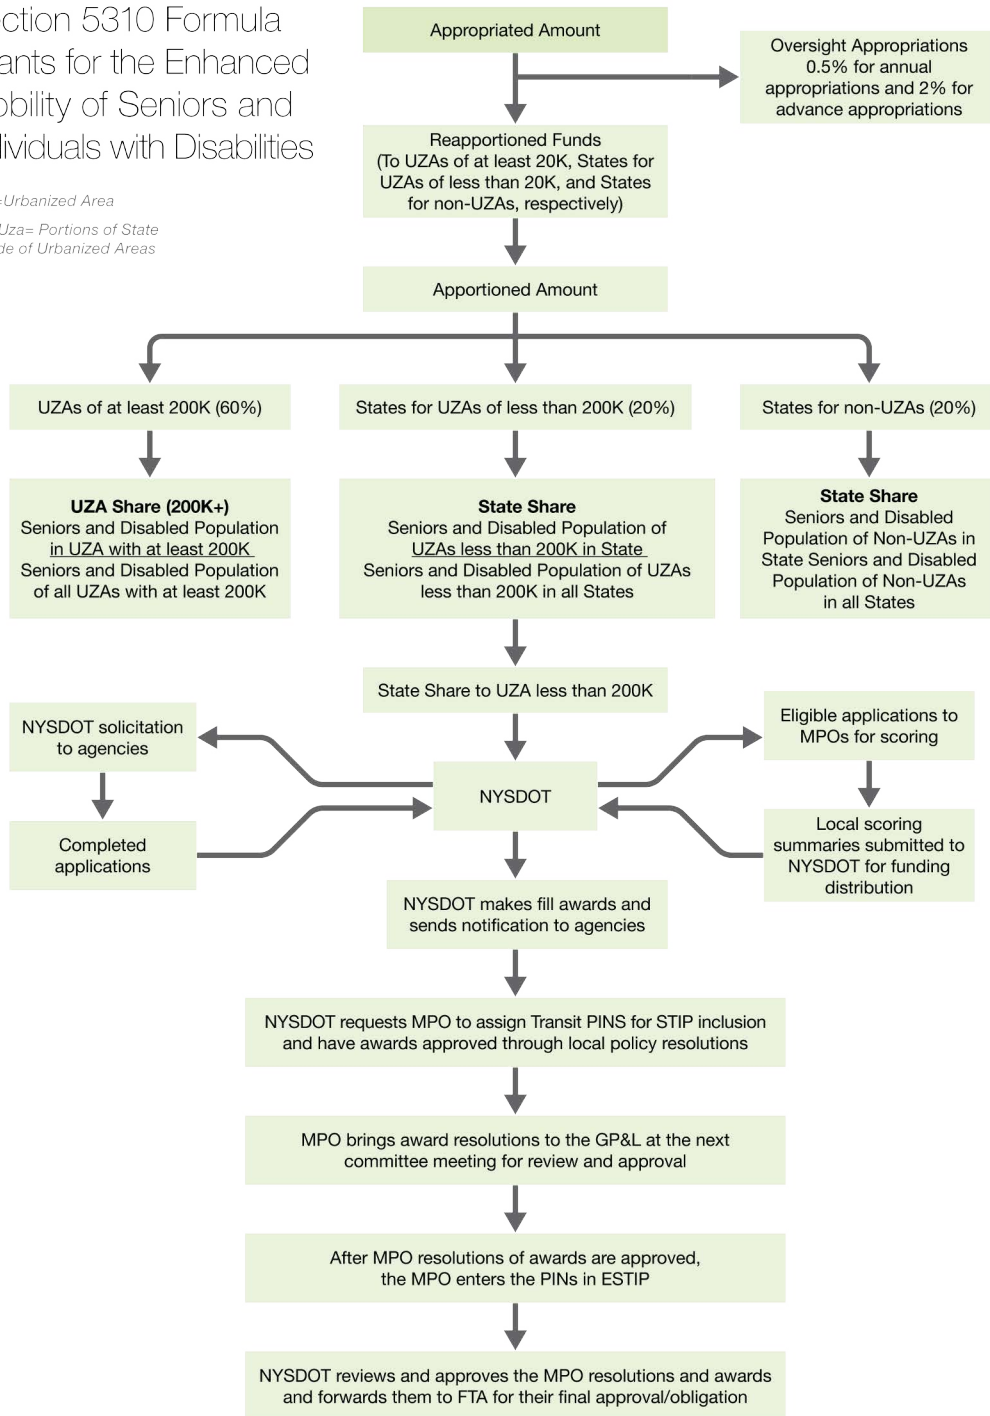 ction 5310 Formula
ants for the Enhanced
obility of Seniors and
dividuals with Disabilities
=Urbanized Area
Uza= Portions of State
de of Urbanized Areas
Appropriated Amount
Oversight Appropriations
0.5% for annual
appropriations and 2% for
advance appropriations
Reapportioned Funds
(To UZAs of at least 20K, States for
UZAs of less than 20K, and States
for non-UZAs, respectively)
Apportioned Amount
UZAs of at least 200K (60%)
States for UZAs of less than 200K (20%)
States for non-UZAs (20%)
UZA Share (200K+)
Seniors and Disabled Population
in UZA with at least 200K
Seniors and Disabled Population
of all UZAs with at least 200K
State Share
Seniors and Disabled Population of
UZAs less than 200K in State
Seniors and Disabled Population of UZAs
less than 200K in all States
State Share
Seniors and Disabled
Population of Non-UZAs in
State Seniors and Disabled
Population of Non-UZAs
in all States
State Share to UZA less than 200K
NYSDOT solicitation
to agencies
Completed
applications
NYSDOT
Eligible applications to
MPOs for scoring
Local scoring
summaries submitted to
NYSDOT for funding
distribution
NYSDOT makes fill awards and
sends notification to agencies
NYSDOT requests MPO to assign Transit PINS for STIP inclusion
and have awards approved through local policy resolutions
MPO brings award resolutions to the GP&L at the next
committee meeting for review and approval
After MPO resolutions of awards are approved,
the MPO enters the PINs in ESTIP
NYSDOT reviews and approves the MPO resolutions and awards
and forwards them to FTA for their final approval/obligation